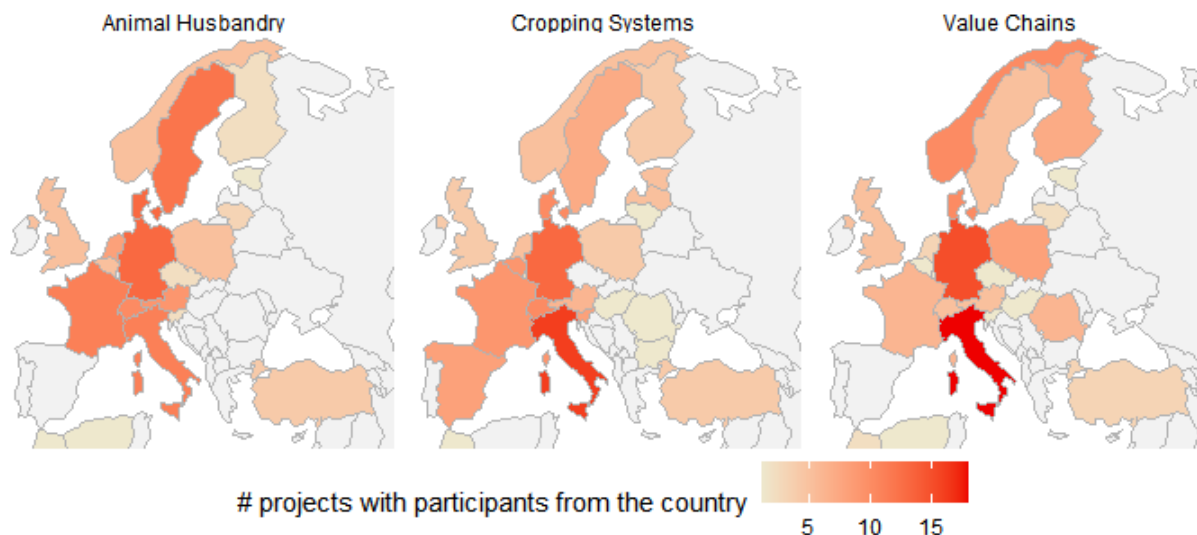 Animal Husbandry
Cropping Systems
Value Chains
# projects with participants from the country
5 10 15